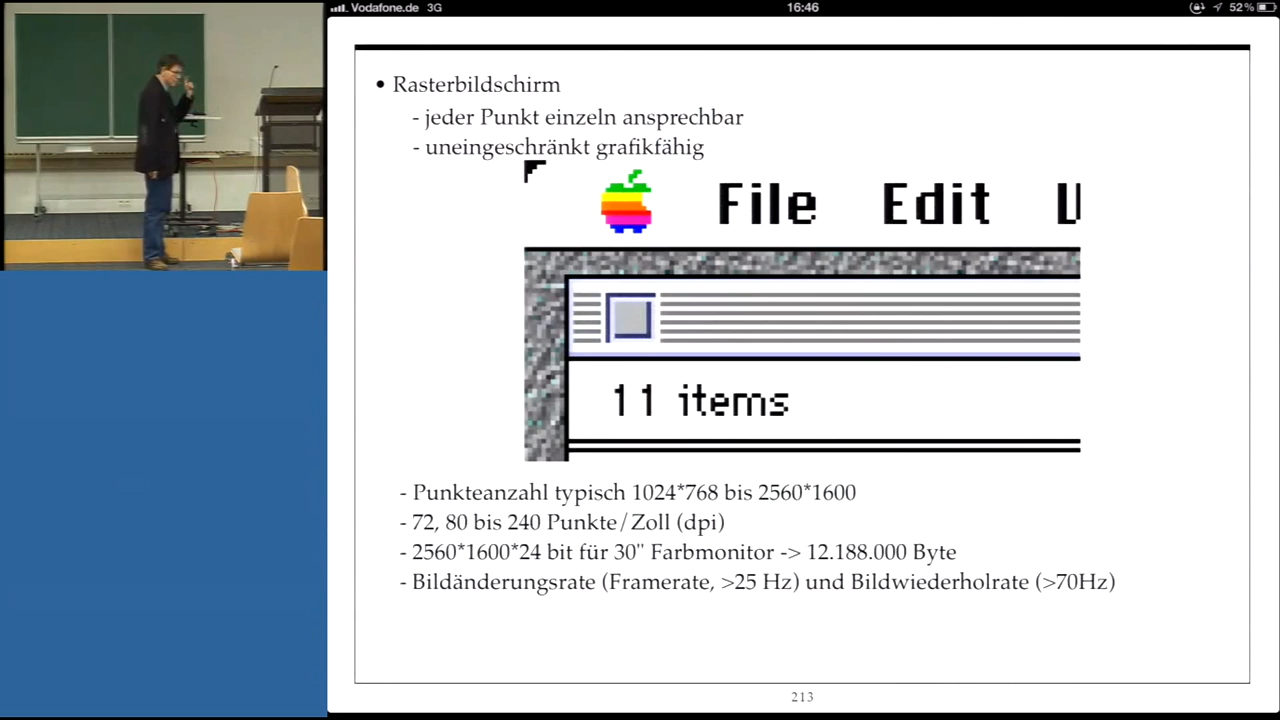 Vodafone.de 3G 16:46 52%
• Rasterbildschirm
- jeder Punkt einzeln ansprechbar
- uneingeschränkt grafikfähig
File Edit
11 items
- Punkteanzahl typisch 1024*768 bis 2560*1600
- 72, 80 bis 240 Punkte/Zoll (dpi)
- 2560*1600*24 bit für 30" Farbmonitor -> 12.188.000 Byte
- Bildänderungsrate (Framerate, >25 Hz) und Bildwiederholrate (>70Hz)
213